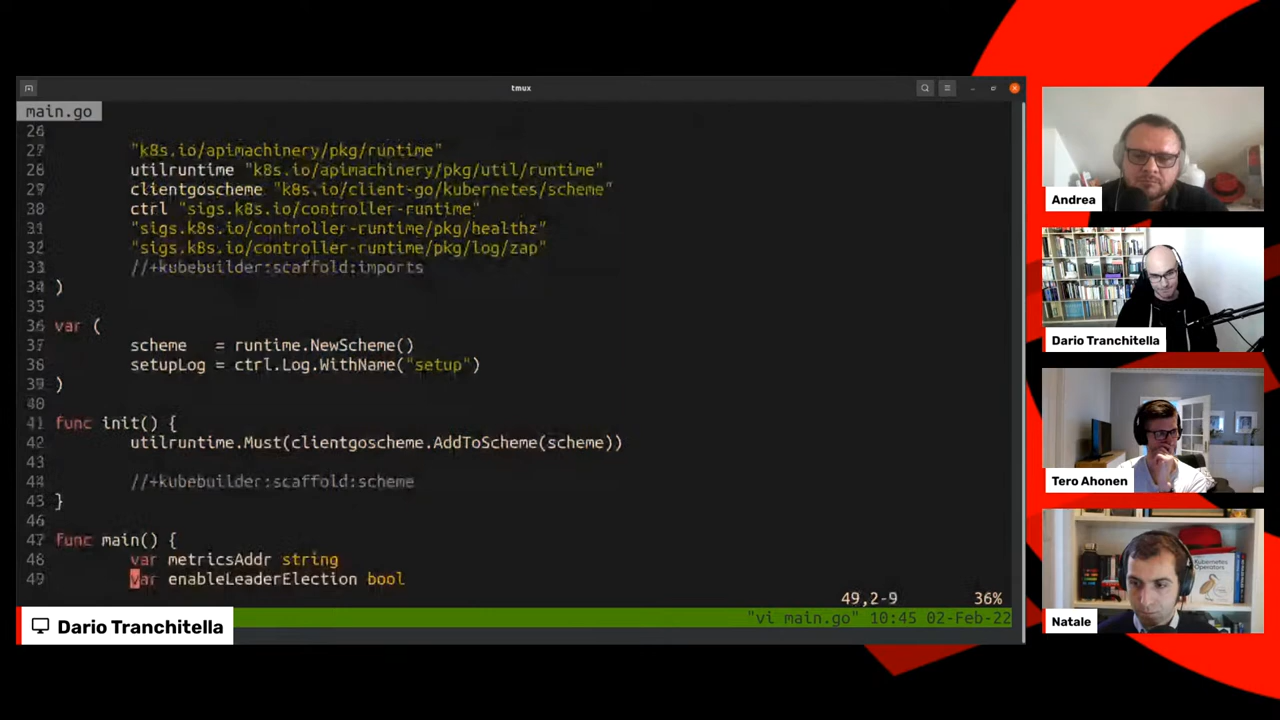 tmux
main.go
26
27 "k8s.io/apimachinery/pkg/runtime"
28 utilruntime "k8s.io/apimachinery/pkg/util/runtime"
29 clientgoscheme "k8s.io/client-go/kubernetes/scheme"
30 ctrl "sigs.k8s.io/controller-runtime"
31 "sigs.k8s.io/controller-runtime/pkg/healthz"
32 "sigs.k8s.io/controller-runtime/pkg/log/zap"
33 //+kubebuilder:scaffold:imports
34 )
35
36 var (
37 scheme = runtime.NewScheme()
38 setupLog = ctrl.Log.WithName("setup")
39 )
40
41 func init() {
42 utilruntime.Must(clientgoscheme.AddToScheme(scheme))
43
44 //+kubebuilder:scaffold:scheme
45 }
46
47 func main() {
48 var metricsAddr string
49 var enableLeaderElection bool
49,2-9 36%
"vi main.go" 10:45 02-Feb-22
Dario Tranchitella
Andrea
Dario Tranchitella
Tero Ahonen
Kubernetes
Operators
Natale